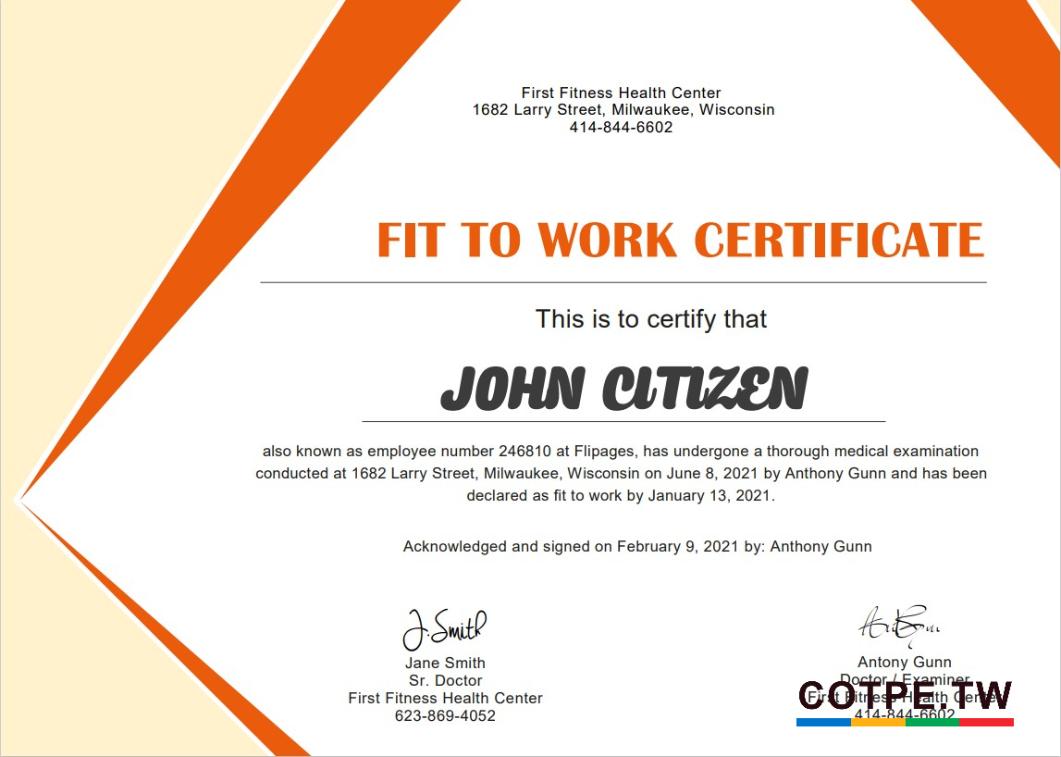 First Fitness Health Center
1682 Larry Street, Milwaukee, Wisconsin
414-844-6602
FIT TO WORK CERTIFICATE
This is to certify that
JOHN CITIZEN
also known as employee number 246810 at Flipages, has undergone a thorough medical examination
conducted at 1682 Larry Street, Milwaukee, Wisconsin on June 8, 2021 by Anthony Gunn and has been
declared as fit to work by January 13, 2021.
Acknowledged and signed on February 9, 2021 by: Anthony Gunn
J. Smith
Jane Smith
Sr. Doctor
First Fitness Health Center
623-869-4052
Antony Gunn
Doctor / Examiner
First Fitness Health Center
414-844-6602
COTPE.TW